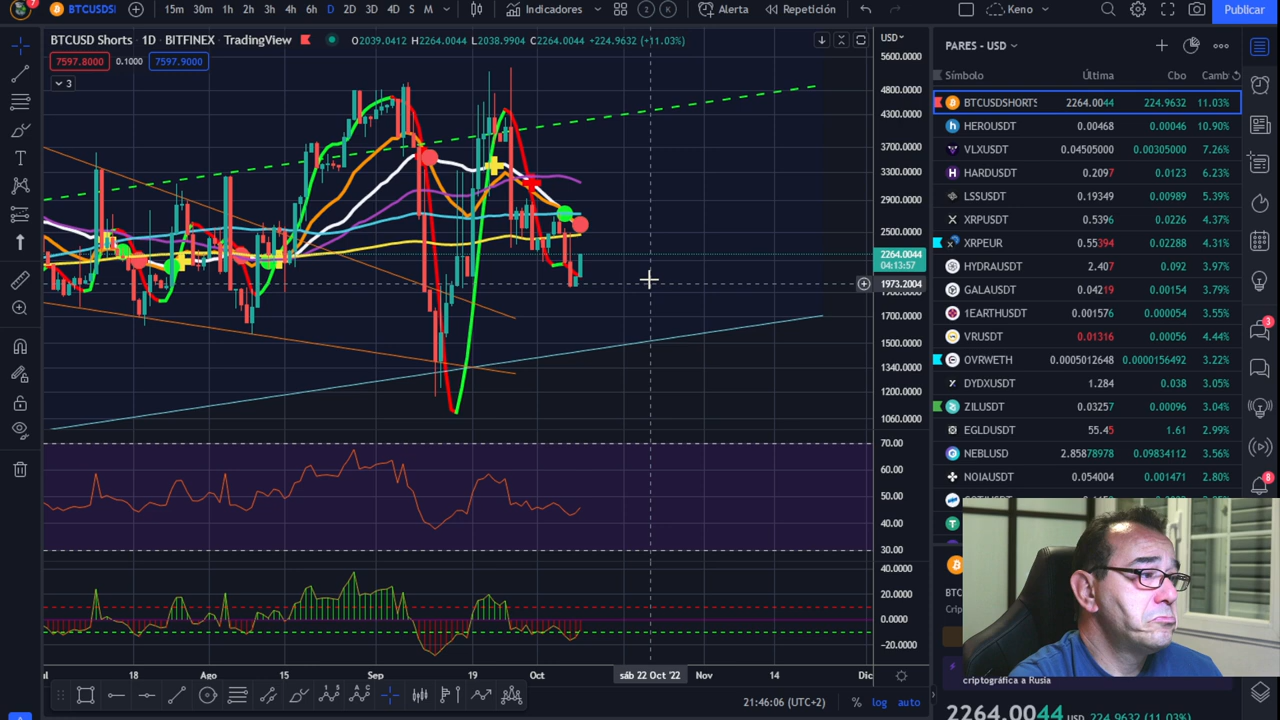 7
BTCUSDSI
15m 30m 1h 2h 3h 4h 6h D 2D 3D 4D S M
Indicadores
2
Alerta
Repetición
Keno
Publicar
BTCUSD Shorts · 1D · BITFINEX · TradingView
O2039.0412 H2264.0044 L2038.9904 C2264.0044 +224.9632 (+11.03%)
USD
7597.8000 0.1000 7597.9000
3
5600.0000
4800.0000
4300.0000
3700.0000
3300.0000
2900.0000
2500.0000
2264.0044
04:13:57
1973.2004
1700.0000
1500.0000
1340.0000
1200.0000
1060.0000
70.00
60.00
50.00
40.00
30.00
40.0000
20.0000
0.0000
−20.0000
18 Ago 15 Sep 19 Oct sáb 22 Oct '22 Nov 14 Dic
21:46:06 (UTC+2) % log auto
PARES - USD
Símbolo Última Cbo Camb
BTCUSDSHORTS 2264.0044 224.9632 11.03%
HEROUSDT 0.00468 0.00046 10.90%
VLXUSDT 0.04505000 0.00305000 7.26%
HARDUSDT 0.2097 0.0123 6.23%
LSSUSDT 0.19349 0.00989 5.39%
XRPUSDT 0.5396 0.0226 4.37%
XRPEUR 0.55394 0.02288 4.31%
HYDRAUSDT 2.407 0.092 3.97%
GALAUSDT 0.04219 0.00154 3.79%
1EARTHUSDT 0.001576 0.00054 3.55%
VRUSDT 0.01316 0.00056 4.44%
OVRWETH 0.0005012648 0.0000156492 3.22%
DYDXUSDT 1.284 0.038 3.05%
ZILUSDT 0.03257 0.00096 3.04%
EGLDUSDT 55.45 1.61 2.99%
NEBLUSD 2.85878978 0.09834112 3.56%
NOIAUSDT 0.054004 0.001471 2.80%
3
8
BTC
Crip
criptográfica a Rusia
2264.0044 USD 224.9632 (11.03%)